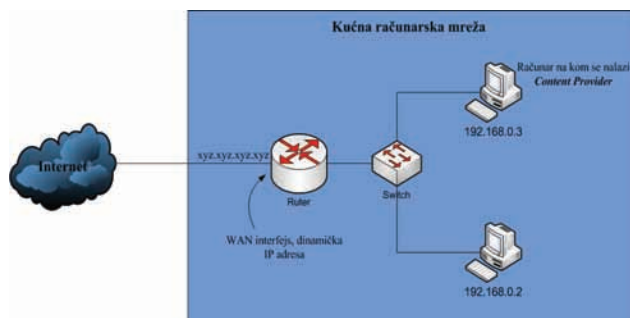 Kućna računarska mreža
Računar na kom se nalazi
Content Provider
192.168.0.3
xyz.xyz.xyz.xyz
Internet
Ruter
Switch
WAN interfejs, dinamička
IP adresa
192.168.0.2